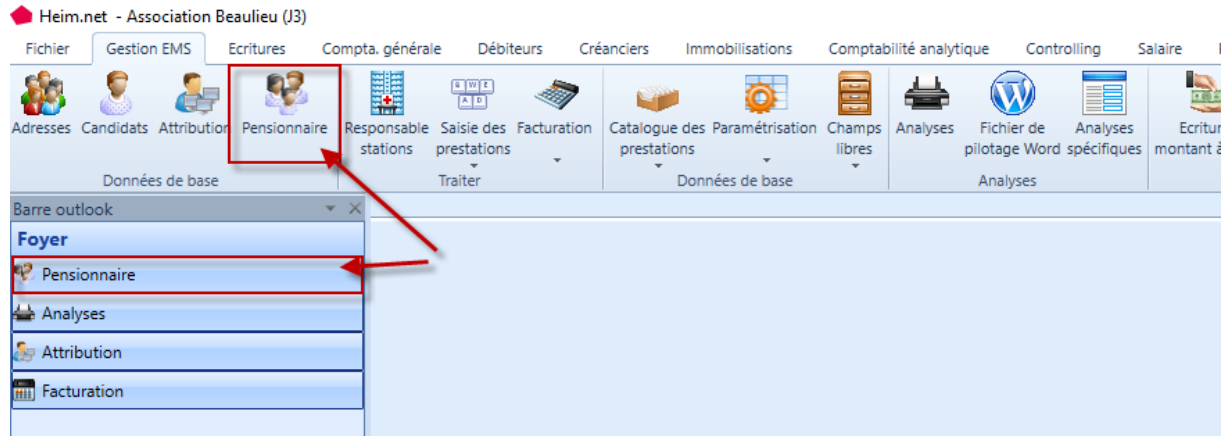 Heim.net - Association Beaulieu (J3)
Fichier Gestion EMS Ecritures Compta. générale Débiteurs Créanciers Immobilisations Comptabilité analytique Controlling Salaire
Adresses Candidats Attribution Pensionnaire Responsable Saisie des Facturation Catalogue des Paramétrisation Champs Analyses Fichier de Analyses
stations prestations prestations libres pilotage Word spécifiques montant à
Données de base Traiter Données de base Analyses
Barre outlook
Foyer
Pensionnaire
Analyses
Attribution
Facturation